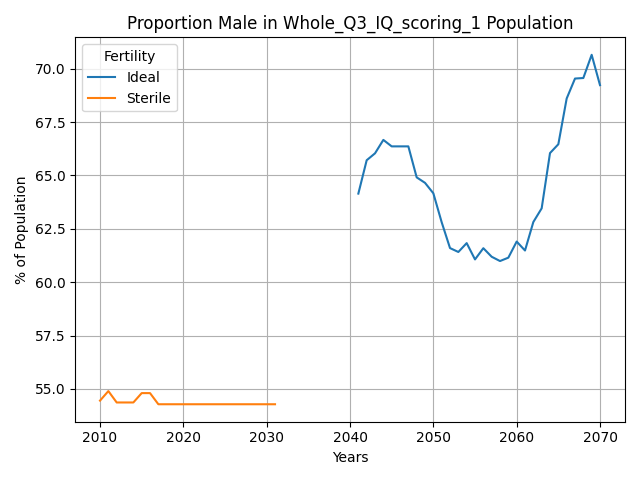 Proportion Male in Whole_Q3_IQ_scoring_1 Population
Fertility
Ideal
Sterile
% of Population
70.0
67.5
65.0
62.5
60.0
57.5
55.0
2010 2020 2030 2040 2050 2060 2070
Years